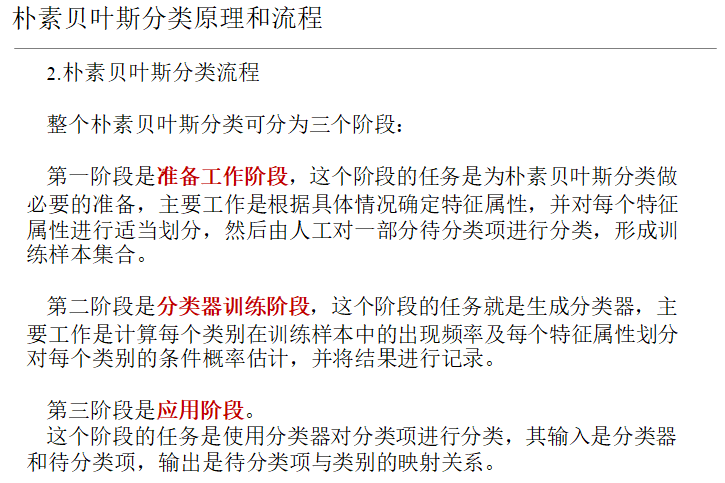 朴素贝叶斯分类原理和流程
2.朴素贝叶斯分类流程
整个朴素贝叶斯分类可分为三个阶段：
第一阶段是准备工作阶段，这个阶段的任务是为朴素贝叶斯分类做
必要的准备，主要工作是根据具体情况确定特征属性，并对每个特征
属性进行适当划分，然后由人工对一部分待分类项进行分类，形成训
练样本集合。
第二阶段是分类器训练阶段，这个阶段的任务就是生成分类器，主
要工作是计算每个类别在训练样本中的出现频率及每个特征属性划分
对每个类别的条件概率估计，并将结果进行记录。
第三阶段是应用阶段。
这个阶段的任务是使用分类器对分类项进行分类，其输入是分类器
和待分类项，输出是待分类项与类别的映射关系。